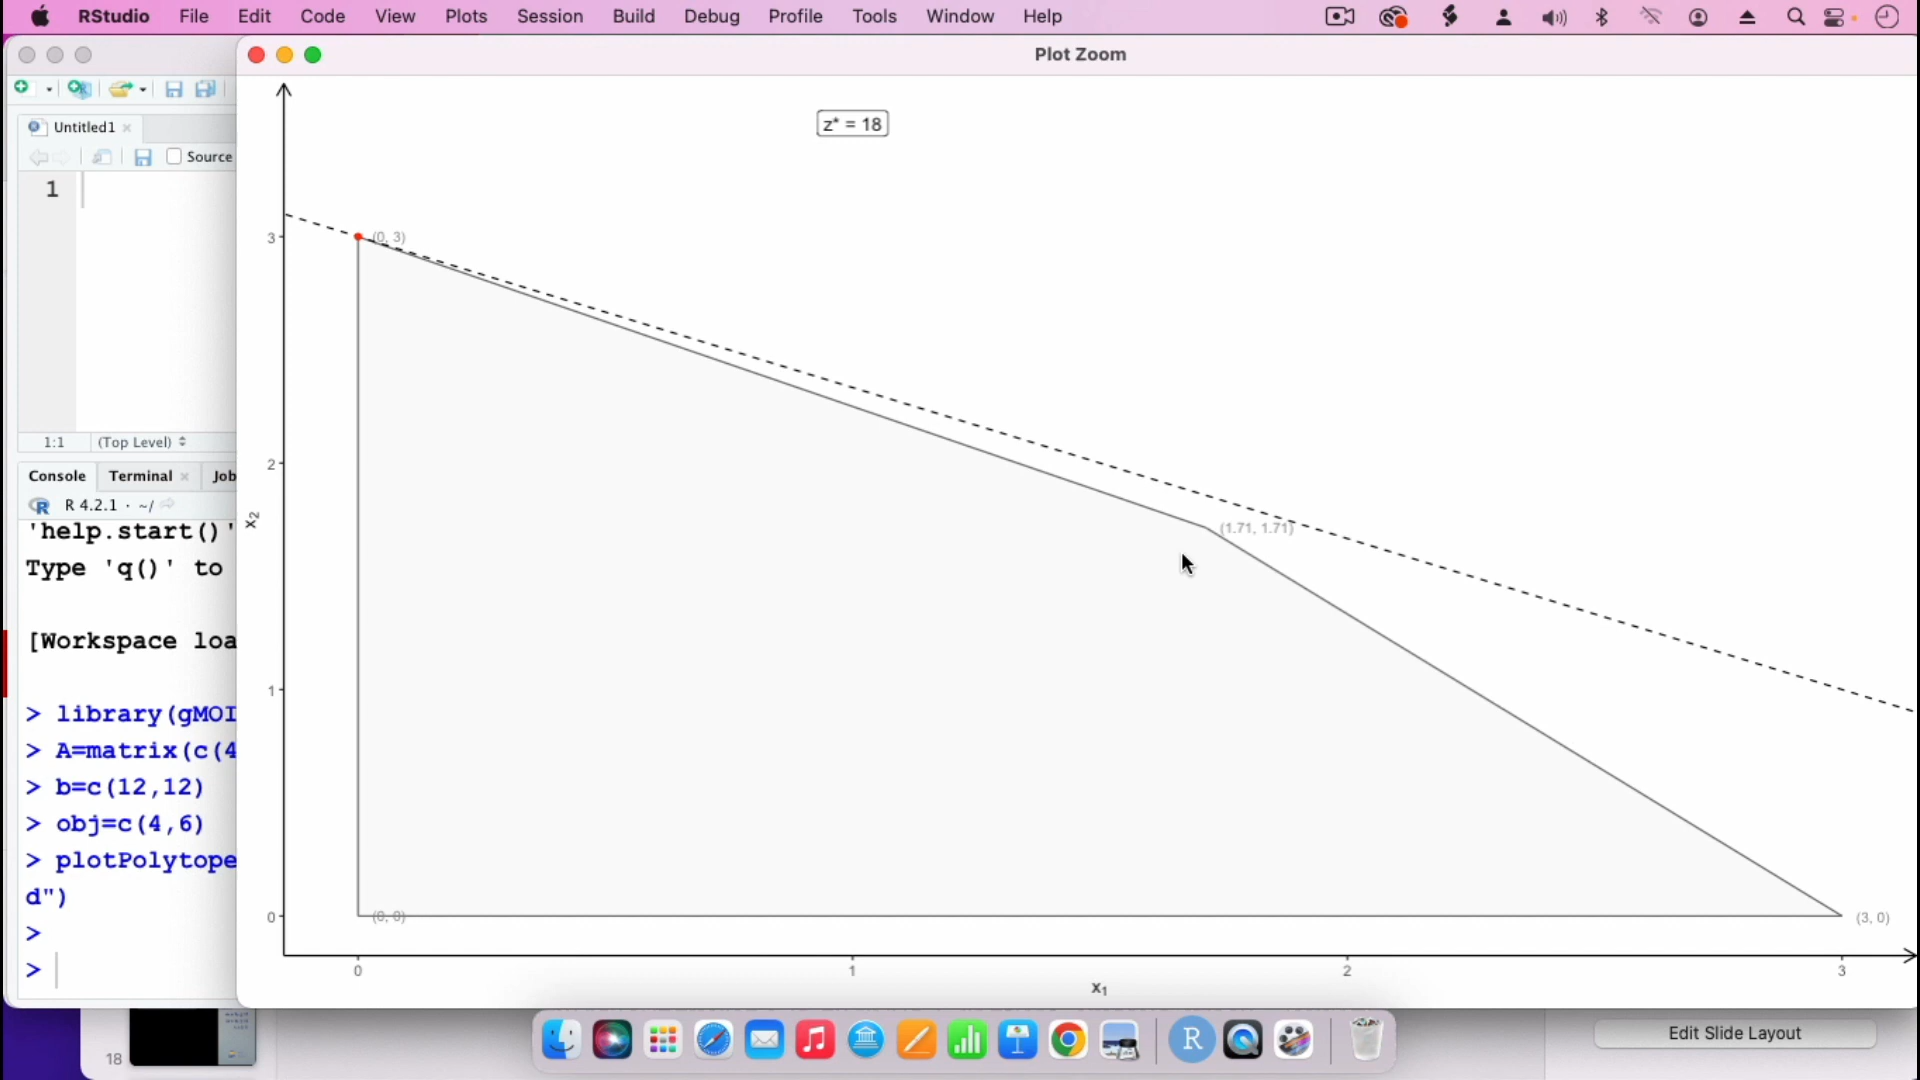 RStudio File Edit Code View Plots Session Build Debug Profile Tools Window Help
Plot Zoom
Untitled1
Source
1
1:1 (Top Level)
Console Terminal Job
R 4.2.1 · ~/
'help.start()'
Type 'q()' to
[Workspace loa
> library(gMOI
> A=matrix(c(4
> b=c(12,12)
> obj=c(4,6)
> plotPolytope
d")
>
>
z* = 18
3
(0, 3)
2
x₂
(1.71, 1.71)
1
0
(0, 0)
(3, 0)
0 1 2 3
x₁
18
Edit Slide Layout